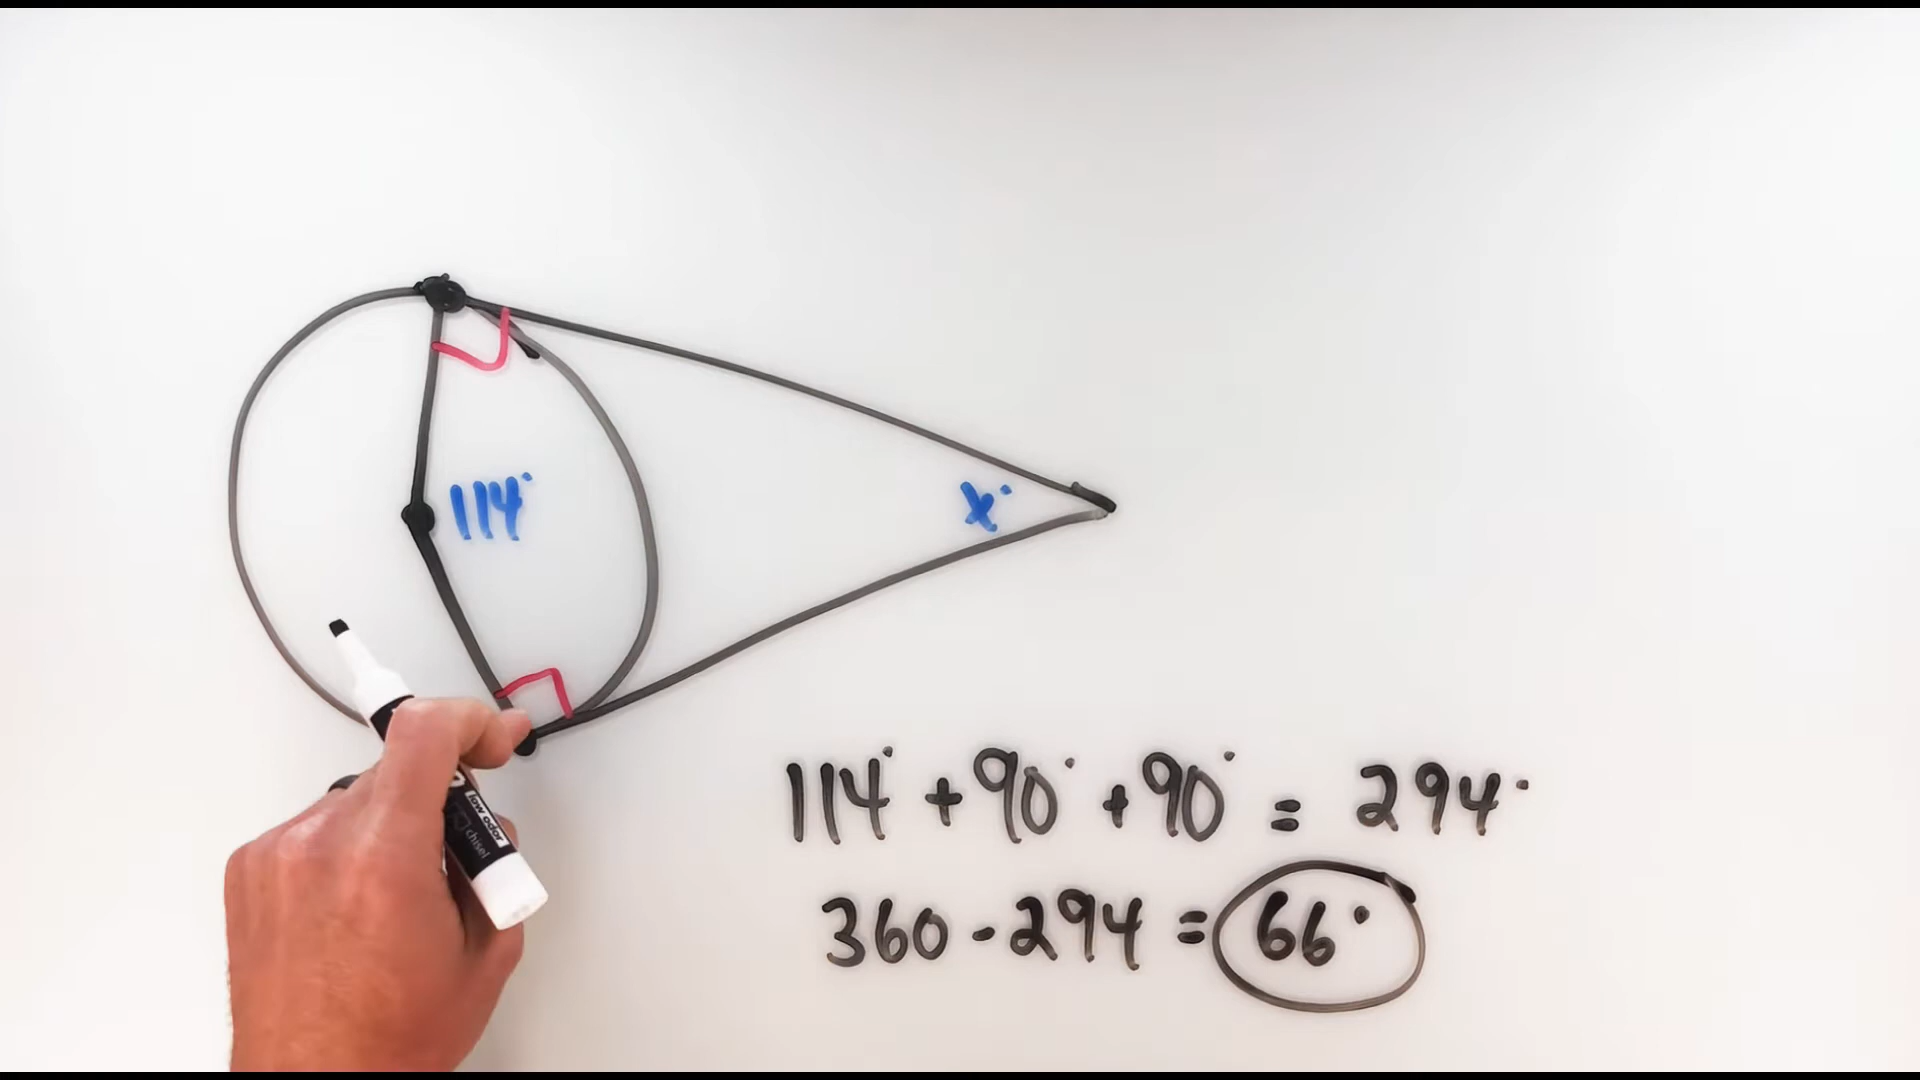 114°
x°
low odor
chisel
114° + 90° + 90° = 294°
360 - 294 = 66°